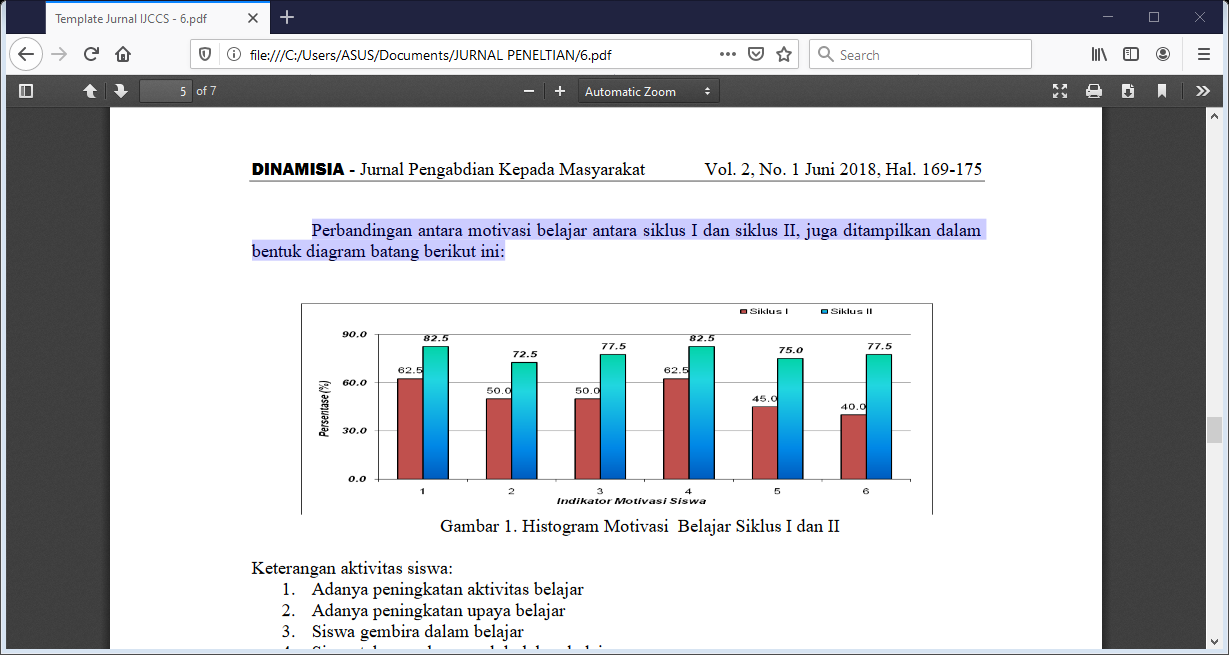 Template Jurnal IJCCS - 6.pdf
file:///C:/Users/ASUS/Documents/JURNAL PENELTIAN/6.pdf
Search
5 of 7
Automatic Zoom
DINAMISIA - Jurnal Pengabdian Kepada Masyarakat Vol. 2, No. 1 Juni 2018, Hal. 169-175
Perbandingan antara motivasi belajar antara siklus I dan siklus II, juga ditampilkan dalam
bentuk diagram batang berikut ini:
Siklus I Siklus II
Persentase (%)
90.0
60.0
30.0
0.0
62.5 82.5
50.0 72.5
50.0 77.5
62.5 82.5
45.0 75.0
40.0 77.5
1 2 3 4 5 6
Indikator Motivasi Siswa
Gambar 1. Histogram Motivasi Belajar Siklus I dan II
Keterangan aktivitas siswa:
1. Adanya peningkatan aktivitas belajar
2. Adanya peningkatan upaya belajar
3. Siswa gembira dalam belajar